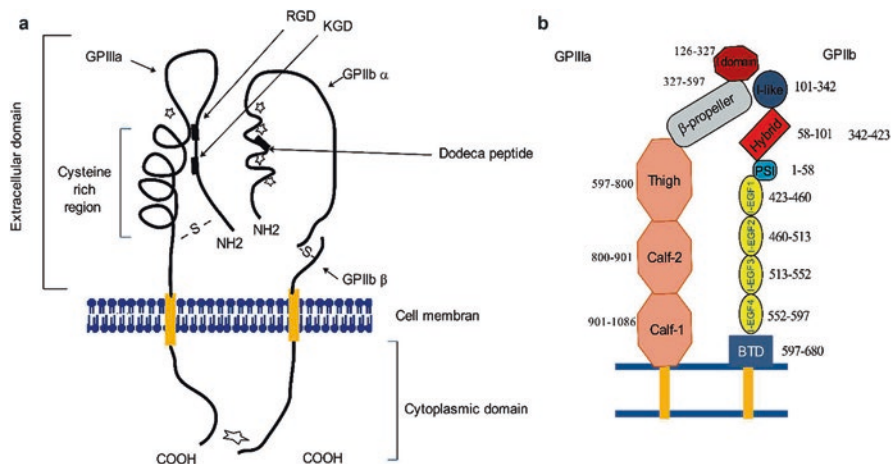 a
RGD
KGD
GPIIIa
GPIIb α
Extracellular domain
Cysteine
rich
region
Dodeca peptide
-S-
NH2
NH2
-S-
GPIIb β
Cell membran
Cytoplasmic domain
COOH
COOH
b
GPIIIa
GPIIb
126-327
I domain
327-597
I-like
101-342
β-propeller
Hybrid
58-101
342-423
PSI
1-58
597-800
Thigh
I-EGF1
423-460
I-EGF2
460-513
800-901
Calf-2
I-EGF3
513-552
I-EGF4
552-597
901-1086
Calf-1
BTD
597-680